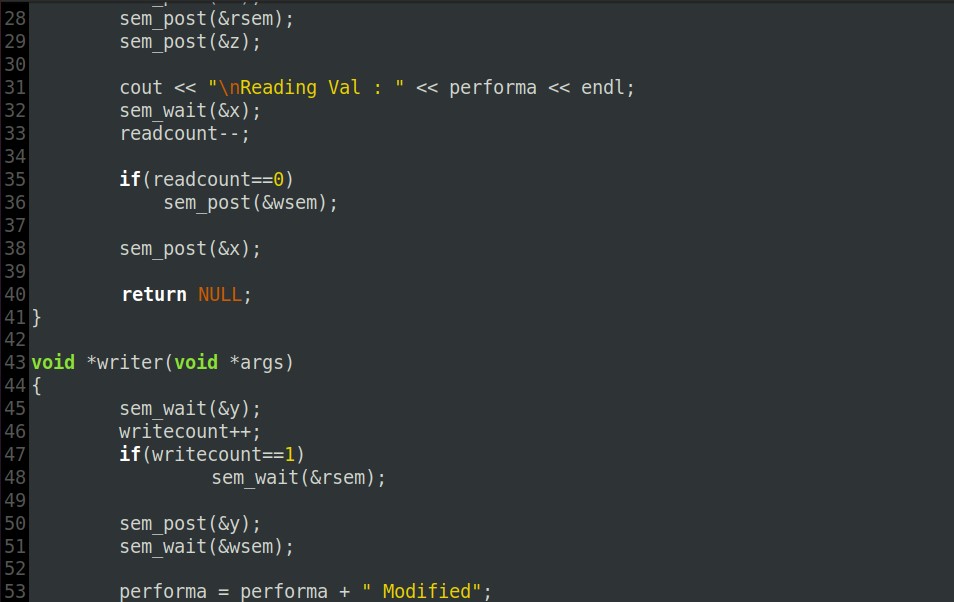 28 sem_post(&rsem);
29 sem_post(&z);
30
31 cout << "\nReading Val : " << performa << endl;
32 sem_wait(&x);
33 readcount--;
34
35 if(readcount==0)
36 sem_post(&wsem);
37
38 sem_post(&x);
39
40 return NULL;
41 }
42
43 void *writer(void *args)
44 {
45 sem_wait(&y);
46 writecount++;
47 if(writecount==1)
48 sem_wait(&rsem);
49
50 sem_post(&y);
51 sem_wait(&wsem);
52
53 performa = performa + " Modified";